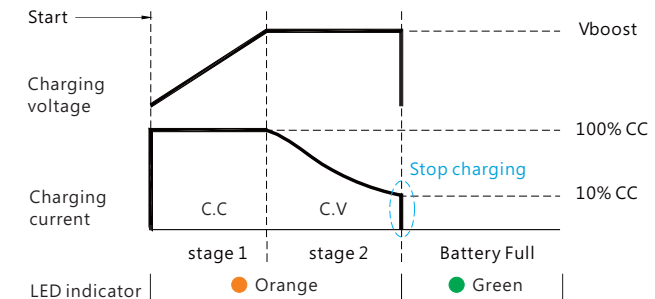 Start
Vboost
Charging
voltage
100% CC
Stop charging
10% CC
Charging
current
C.C
C.V
stage 1
stage 2
Battery Full
LED indicator
Orange
Green